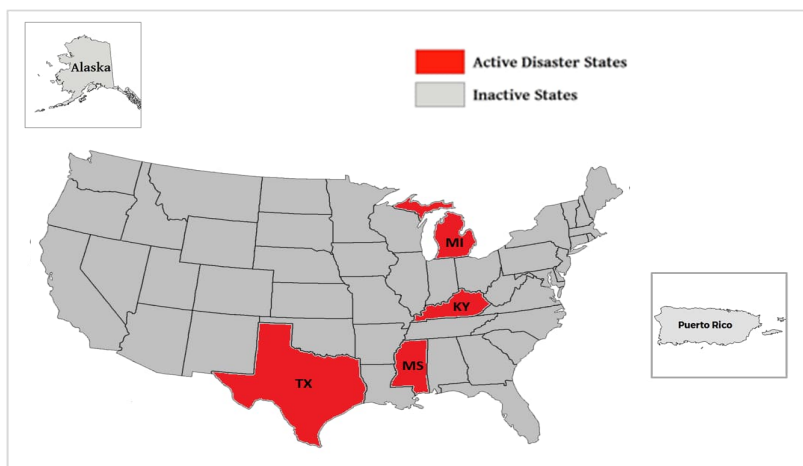 Alaska
Active Disaster States
Inactive States
MI
KY
Puerto Rico
MS
TX